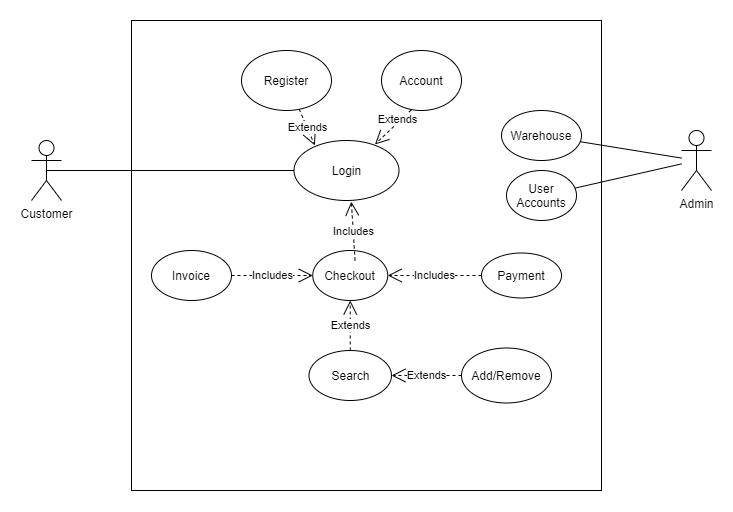 Register
Account
Extends
Extends
Warehouse
Login
User
Accounts
Customer
Admin
Includes
Invoice
Includes
Checkout
Includes
Payment
Extends
Search
Extends
Add/Remove